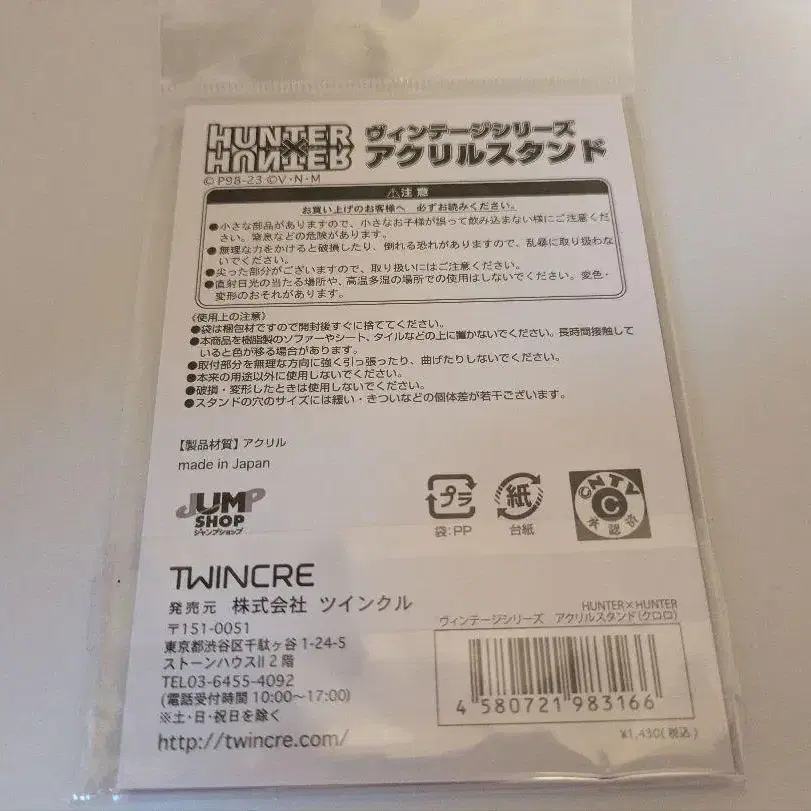 HUNTER×HUNTER
ヴィンテージシリーズ
アクリルスタンド
©P98-23 ©V・N・M
⚠注意
お買い上げのお客様へ 必ずお読みください。
●小さな部品がありますので、小さなお子様が誤って飲み込まない様にご注意くだ
さい。窒息などの危険があります。
●無理な力をかけると破損したり、倒れる恐れがありますので、乱暴に取り扱わな
いでください。
●尖った部分がございますので、取り扱いにはご注意ください。
●直射日光の当たる場所や、高温多湿の場所での使用はしないでください。変色・
変形のおそれがあります。
〈使用上の注意〉
●袋は梱包材ですので開封後すぐに捨ててください。
●本商品を樹脂製のソファーやシート、タイルなどの上に置かないでください。長時間接触して
いると色が移る場合があります。
●取付部分を無理な方向に強く引っ張ったり、曲げたりしないでください。
●本来の用途以外に使用しないでください。
●破損・変形したときは使用しないでください。
●スタンドの穴のサイズには緩い・きついなどの個体差が若干ございます。
【製品材質】アクリル
made in Japan
JUMP
SHOP
ジャンプショップ
プラ
袋:PP
紙
台紙
CNTV
C
承認済
TWINCRE
発売元 株式会社 ツインクル
〒151-0051
東京都渋谷区千駄ヶ谷1-24-5
ストーンハウスⅡ2階
TEL03-6455-4092
(電話受付時間 10:00〜17:00)
※土・日・祝日を除く
http://twincre.com/
HUNTER×HUNTER
ヴィンテージシリーズ アクリルスタンド(クロロ)
4 580721 983166
¥1,430(税込)